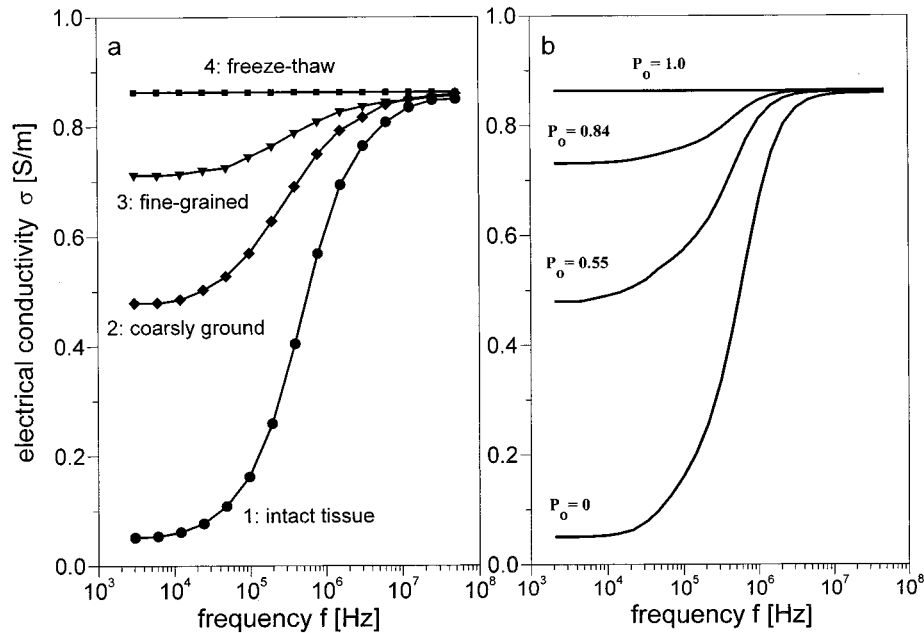 a
4: freeze-thaw
3: fine-grained
2: coarsly ground
1: intact tissue
electrical conductivity σ [S/m]
1.0
0.8
0.6
0.4
0.2
0.0
10³ 10⁴ 10⁵ 10⁶ 10⁷ 10⁸
frequency f [Hz]
b
Po= 1.0
Po= 0.84
Po= 0.55
Po= 0
1.0
0.8
0.6
0.4
0.2
0.0
10³ 10⁴ 10⁵ 10⁶ 10⁷ 10⁸
frequency f [Hz]